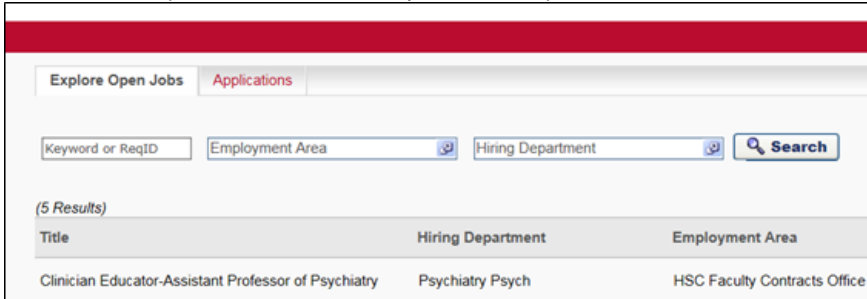 Explore Open Jobs Applications
Keyword or ReqID Employment Area Hiring Department Search
(5 Results)
Title Hiring Department Employment Area
Clinician Educator-Assistant Professor of Psychiatry Psychiatry Psych HSC Faculty Contracts Office